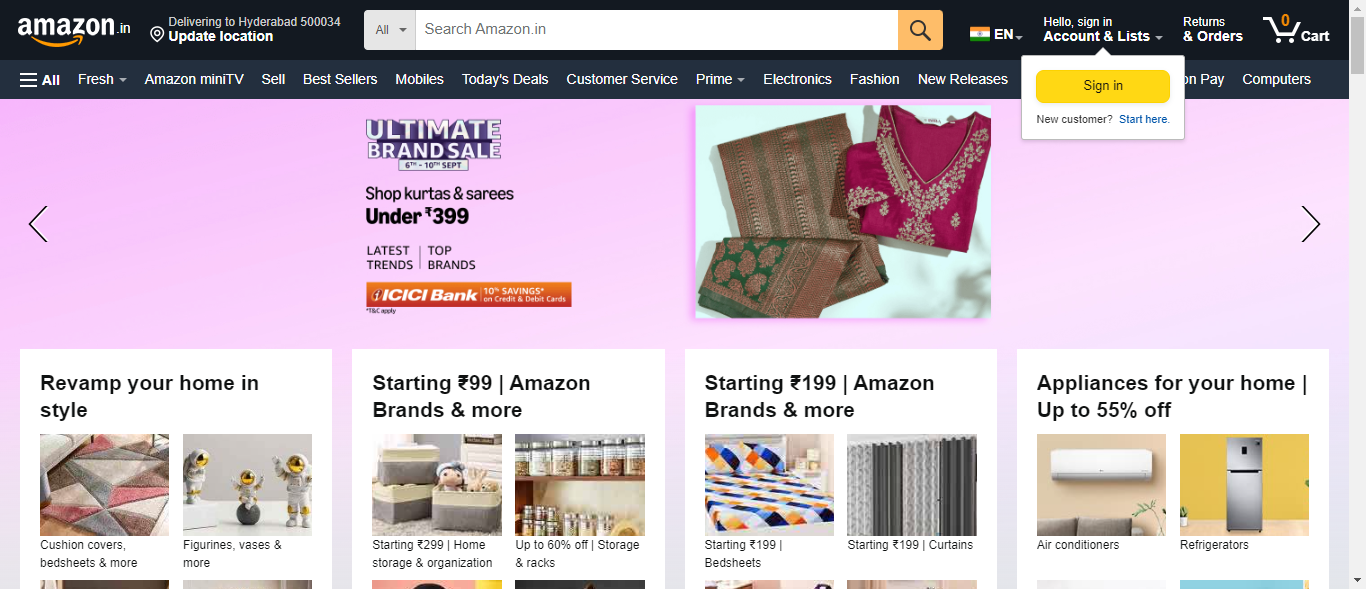 amazon.in
Delivering to Hyderabad 500034
Update location
All
Search Amazon.in
EN
Hello, sign in
Account & Lists
Returns
& Orders
0
Cart
All
Fresh
Amazon miniTV
Sell
Best Sellers
Mobiles
Today's Deals
Customer Service
Prime
Electronics
Fashion
New Releases
on Pay
Computers
Sign in
New customer? Start here.
ULTIMATE
BRAND SALE
6TH - 10TH SEPT
Shop kurtas & sarees
Under ₹399
LATEST TRENDS | TOP BRANDS
ICICI Bank
10% SAVINGS*
on Credit & Debit Cards
*T&C apply
Revamp your home in
style
Cushion covers,
bedsheets & more
Figurines, vases &
more
Starting ₹99 | Amazon
Brands & more
Starting ₹299 | Home
storage & organization
Up to 60% off | Storage
& racks
Starting ₹199 | Amazon
Brands & more
Starting ₹199 |
Bedsheets
Starting ₹199 | Curtains
Appliances for your home |
Up to 55% off
Air conditioners
Refrigerators